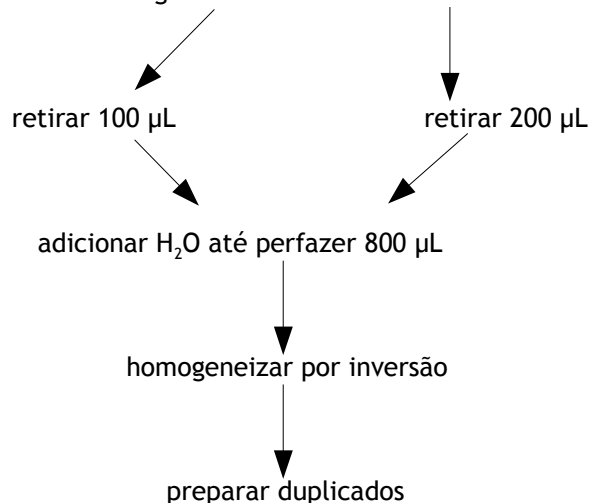 retirar 100 µL
retirar 200 µL
adicionar H₂O até perfazer 800 µL
homogeneizar por inversão
preparar duplicados